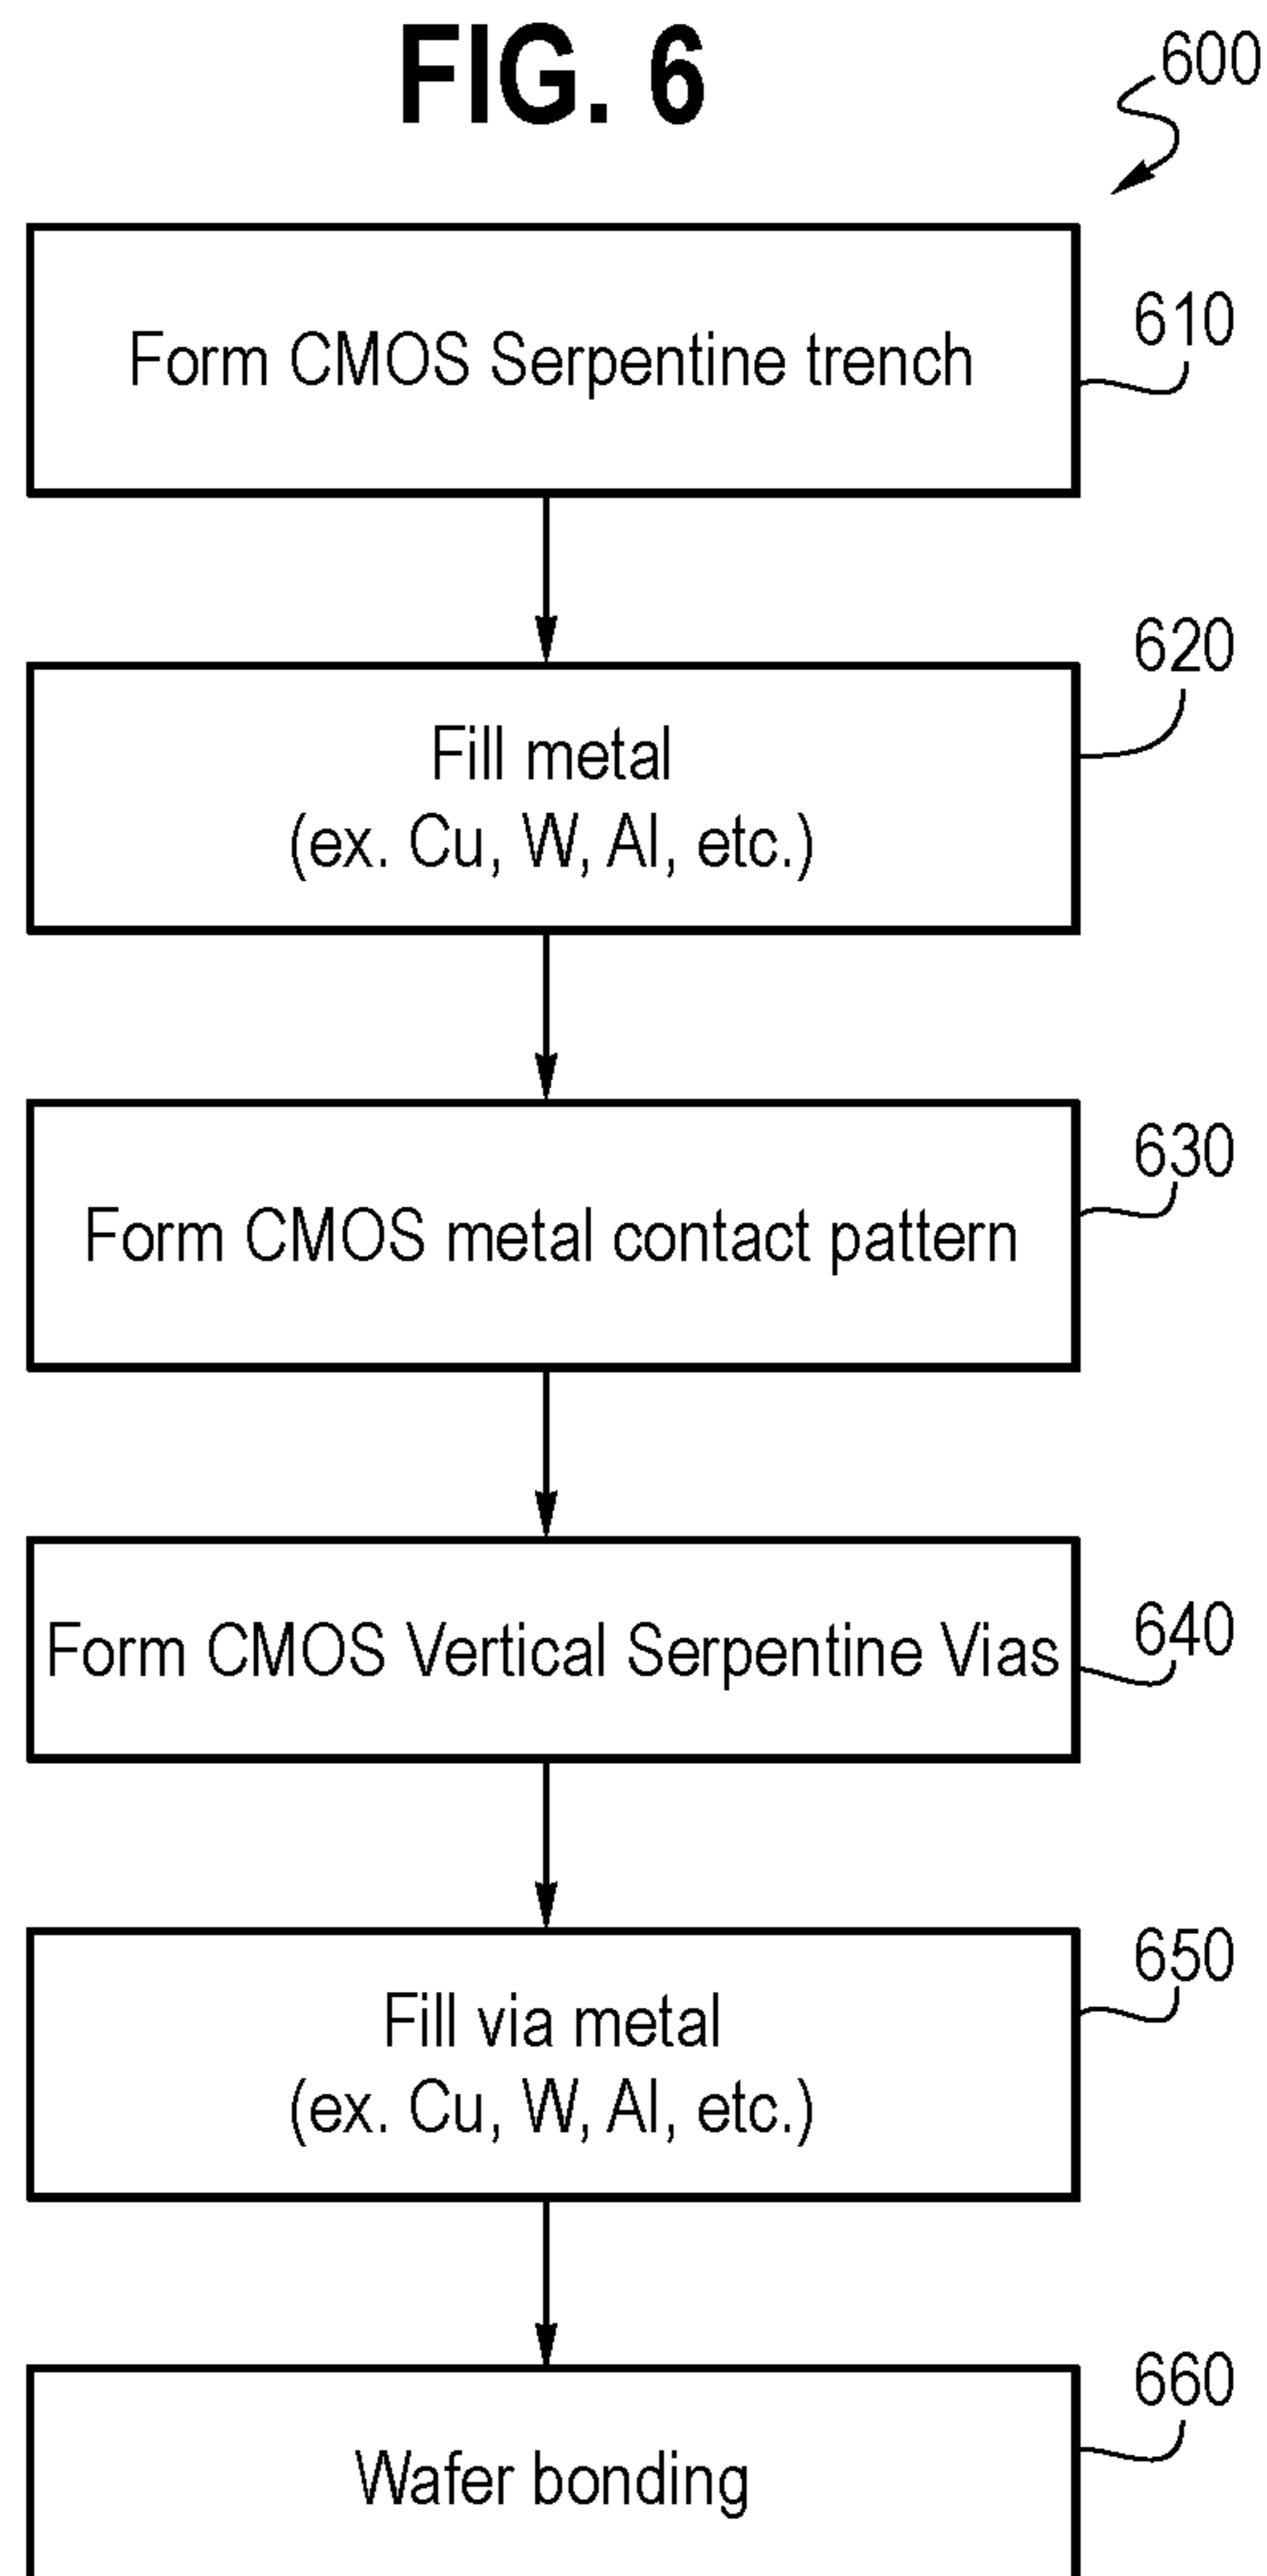 FIG. 6
600
Form CMOS Serpentine trench
610
Fill metal
(ex. Cu, W, Al, etc.)
620
Form CMOS metal contact pattern
630
Form CMOS Vertical Serpentine Vias
640
Fill via metal
(ex. Cu, W, Al, etc.)
650
Wafer bonding
660